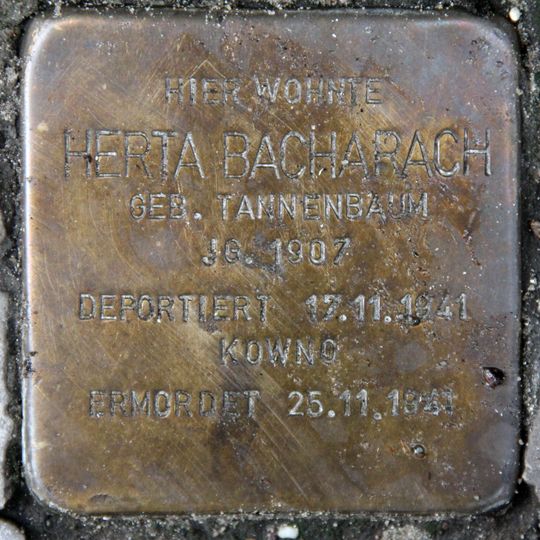 HIER WOHNTE
HERTA BACHARACH
GEB. TANNENBAUM
JG. 1907
DEPORTIERT 17.11.1941
KOWNO
ERMORDET 25.11.1941